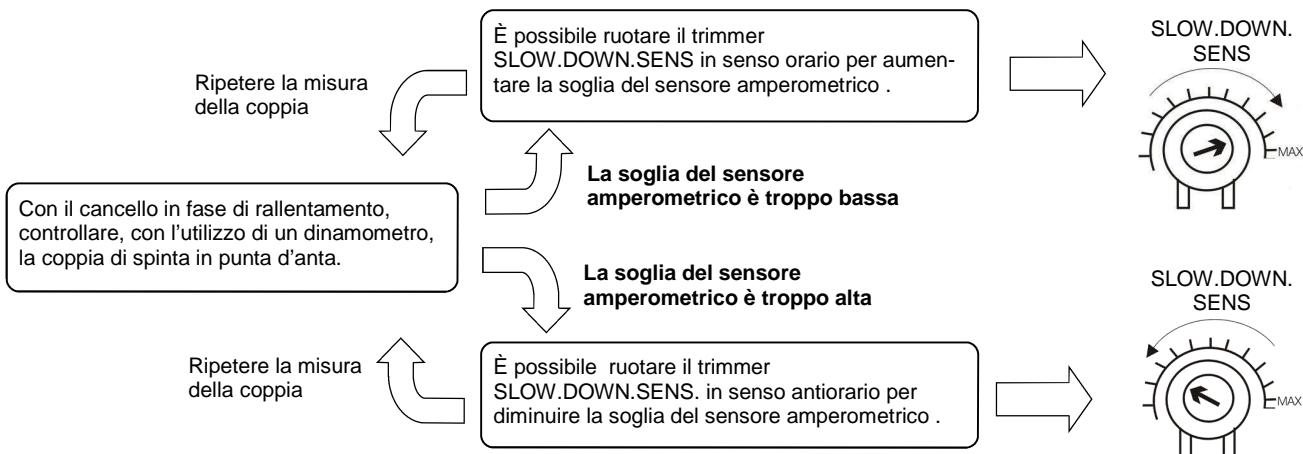 È possibile ruotare il trimmer
SLOW.DOWN.SENS in senso orario per aumen-
tare la soglia del sensore amperometrico .
SLOW.DOWN.
SENS
MAX
Ripetere la misura
della coppia
La soglia del sensore
amperometrico è troppo bassa
Con il cancello in fase di rallentamento,
controllare, con l'utilizzo di un dinamometro,
la coppia di spinta in punta d'anta.
La soglia del sensore
amperometrico è troppo alta
Ripetere la misura
della coppia
È possibile  ruotare il trimmer
SLOW.DOWN.SENS. in senso antiorario per
diminuire la soglia del sensore amperometrico .
SLOW.DOWN.
SENS
MAX